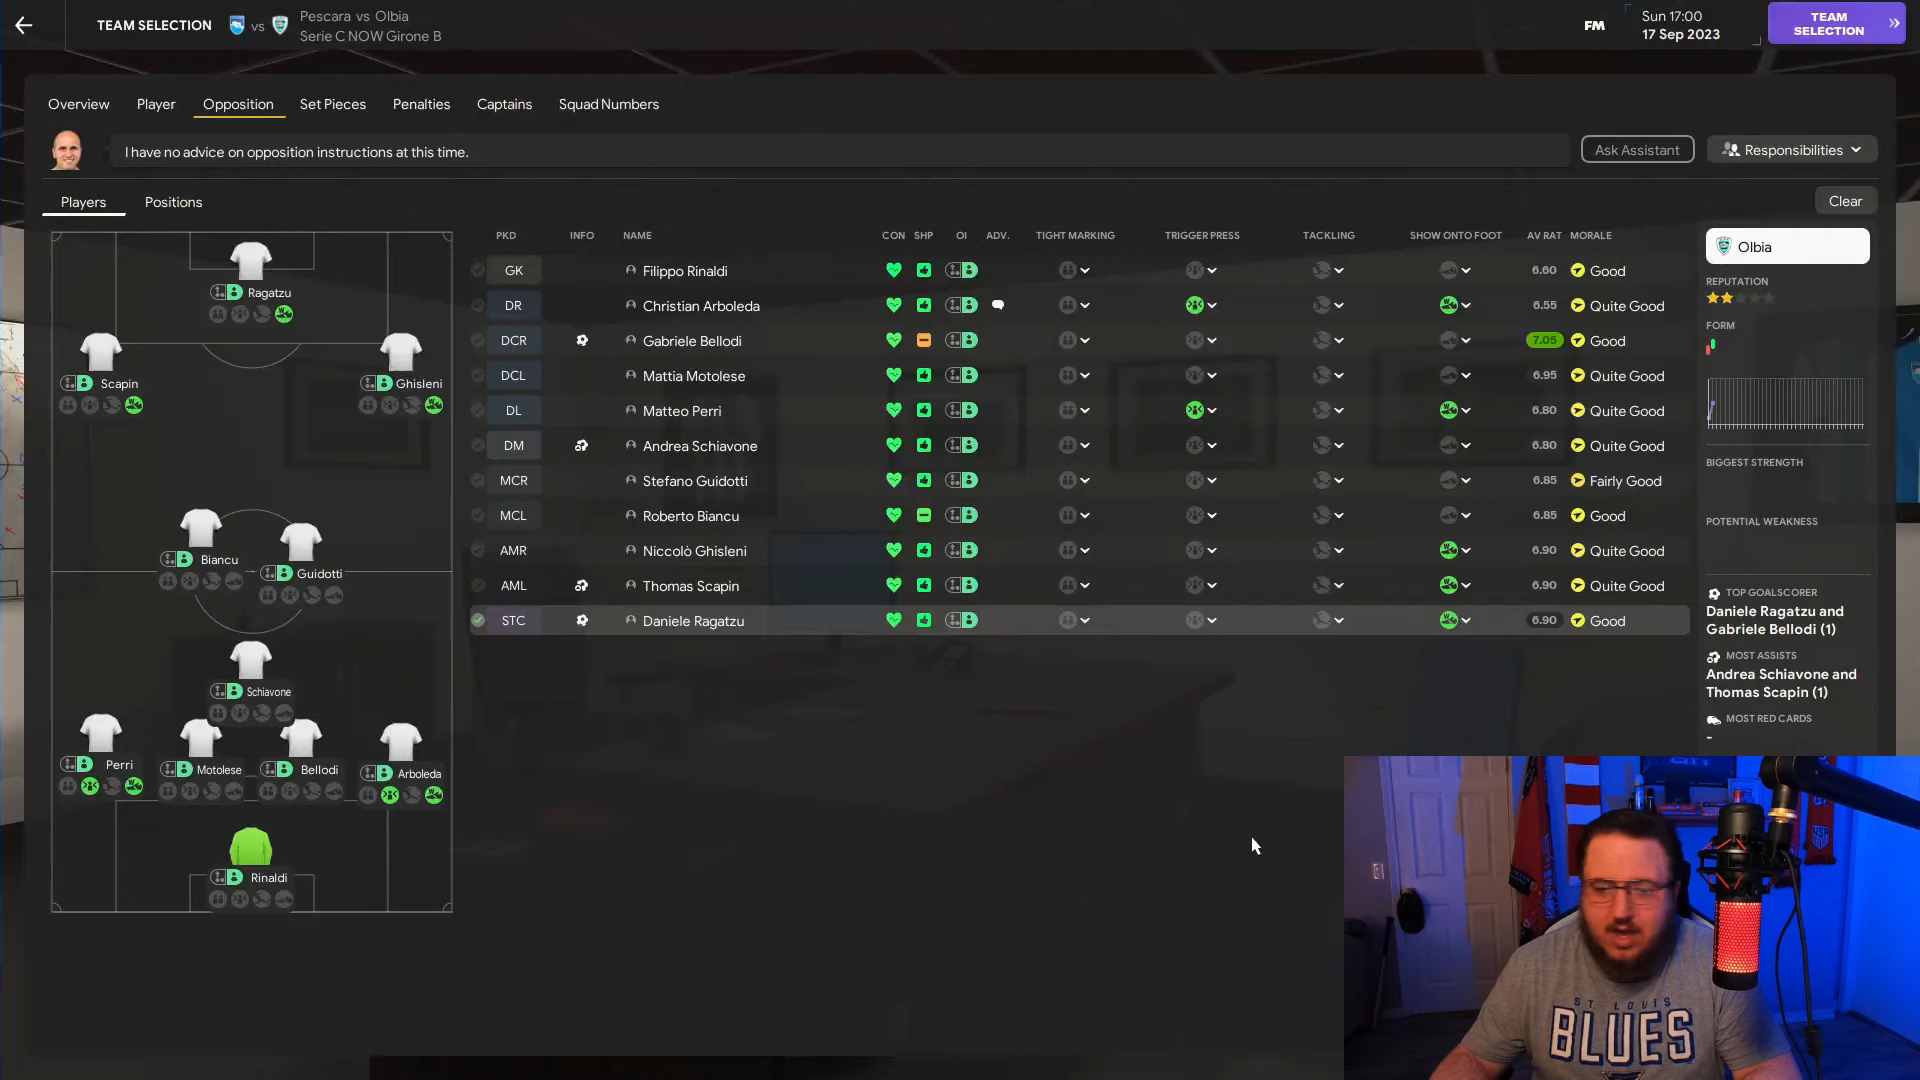 TEAM SELECTION
vs
Pescara vs Olbia
Serie C NOW Girone B
FM
Sun 17:00
17 Sep 2023
TEAM
SELECTION
Overview
Player
Opposition
Set Pieces
Penalties
Captains
Squad Numbers
I have no advice on opposition instructions at this time.
Ask Assistant
Responsibilities
Players
Positions
Clear
PKD INFO NAME CON SHP OI ADV. TIGHT MARKING TRIGGER PRESS TACKLING SHOW ONTO FOOT AV RAT MORALE
GK Filippo Rinaldi 6.60 Good
DR Christian Arboleda 6.55 Quite Good
DCR Gabriele Bellodi 7.05 Good
DCL Mattia Motolese 6.95 Quite Good
DL Matteo Perri 6.80 Quite Good
DM Andrea Schiavone 6.80 Quite Good
MCR Stefano Guidotti 6.85 Fairly Good
MCL Roberto Biancu 6.85 Good
AMR Niccolò Ghisleni 6.90 Quite Good
AML Thomas Scapin 6.90 Quite Good
STC Daniele Ragatzu 6.90 Good
Ragatzu
Scapin
Ghisleni
Biancu
Guidotti
Schiavone
Perri
Motolese
Bellodi
Arboleda
Rinaldi
Olbia
REPUTATION
FORM
BIGGEST STRENGTH
POTENTIAL WEAKNESS
TOP GOALSCORER
Daniele Ragatzu and
Gabriele Bellodi (1)
MOST ASSISTS
Andrea Schiavone and
Thomas Scapin (1)
MOST RED CARDS
-
ST. LOUIS
BLUES
USA